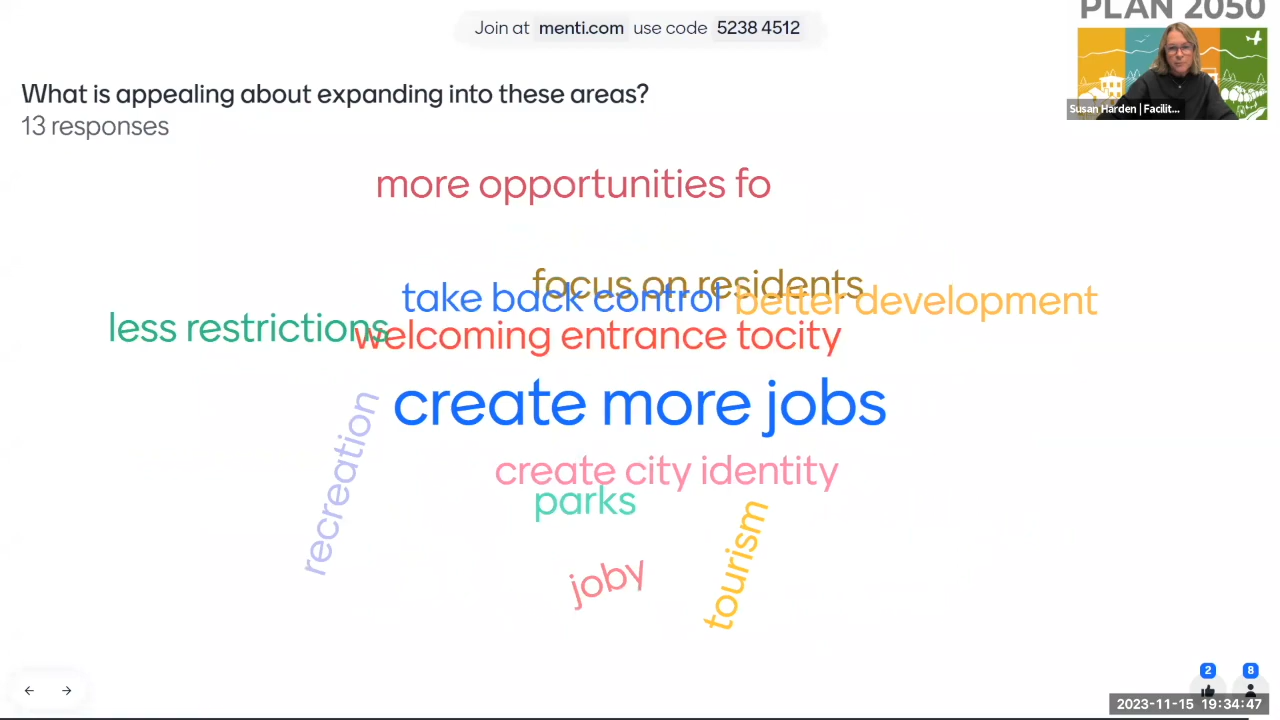 PLAN 2050
Join at menti.com use code 5238 4512
What is appealing about expanding into these areas?
13 responses
Susan Harden | Facilit...
more opportunities fo
focus on residents
take back control
better development
less restrictions
welcoming entrance tocity
create more jobs
recreation
create city identity
parks
tourism
joby
2
8
2023-11-15 19:34:47